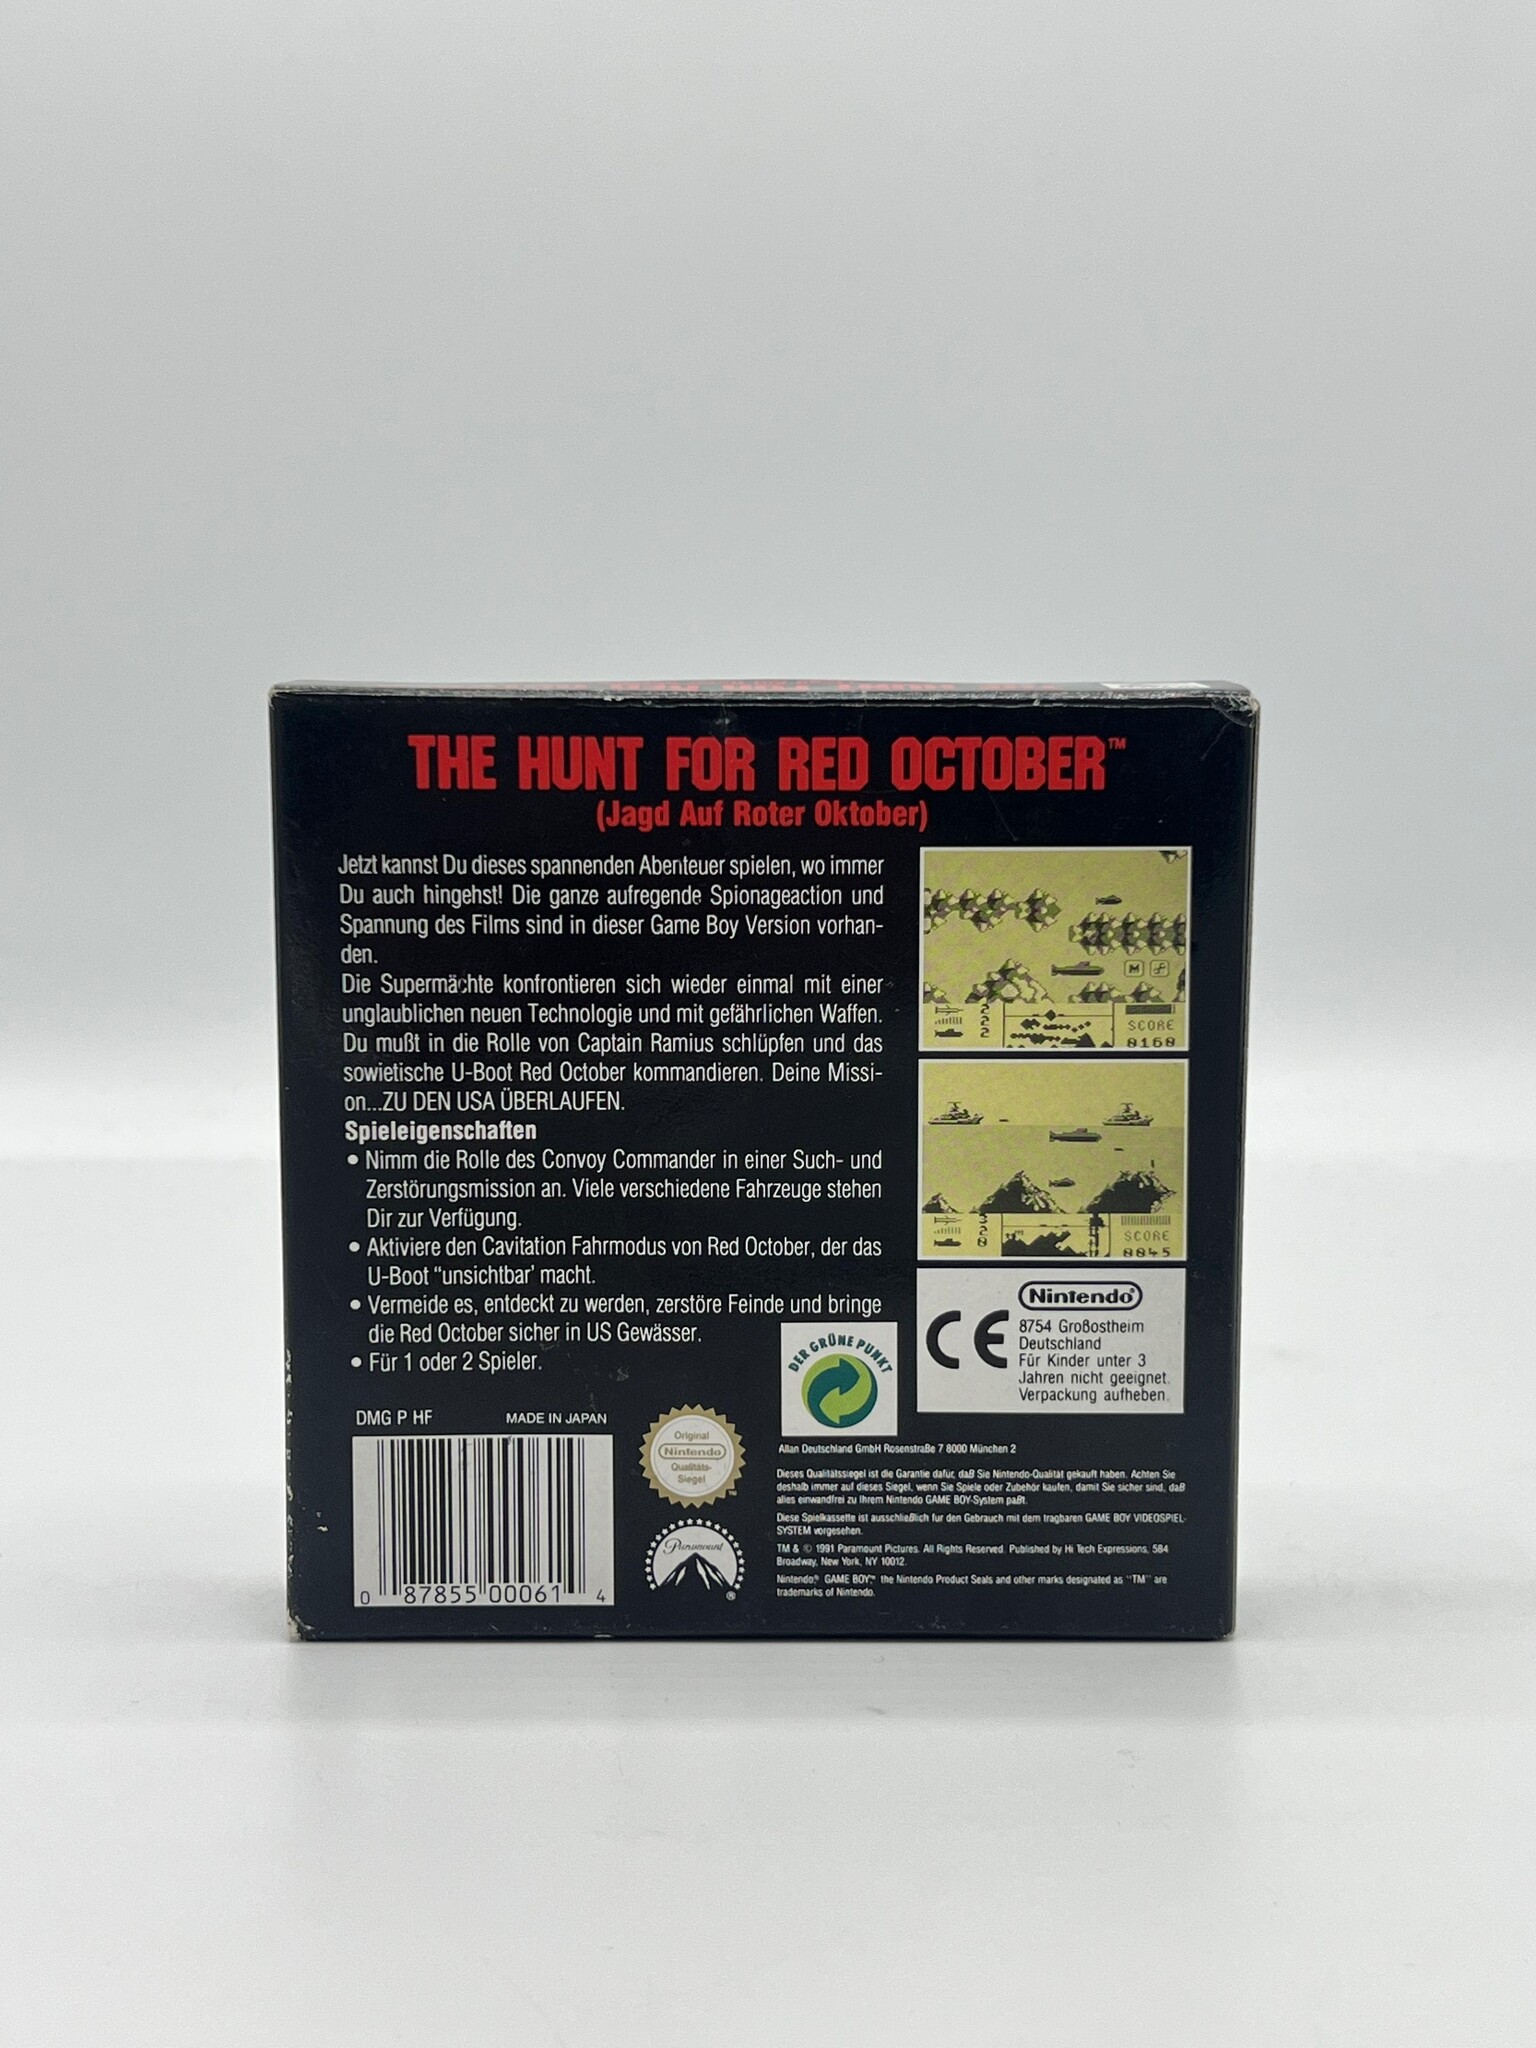 THE HUNT FOR RED OCTOBER™
(Jagd Auf Roter Oktober)
Jetzt kannst Du dieses spannenden Abenteuer spielen, wo immer
Du auch hingehst! Die ganze aufregende Spionageaction und
Spannung des Films sind in dieser Game Boy Version vorhan-
den.
Die Supermächte konfrontieren sich wieder einmal mit einer
unglaublichen neuen Technologie und mit gefährlichen Waffen.
Du mußt in die Rolle von Captain Ramius schlüpfen und das
sowietische U-Boot Red October kommandieren. Deine Missi-
on...ZU DEN USA ÜBERLAUFEN.
Spieleigenschaften
• Nimm die Rolle des Convoy Commander in einer Such- und
Zerstörungsmission an. Viele verschiedene Fahrzeuge stehen
Dir zur Verfügung.
• Aktiviere den Cavitation Fahrmodus von Red October, der das
U-Boot “unsichtbar’ macht.
• Vermeide es, entdeckt zu werden, zerstöre Feinde und bringe
die Red October sicher in US Gewässer.
• Für 1 oder 2 Spieler.
SCORE
0160
SCORE
0045
DER GRÜNE PUNKT
CE
Nintendo®
8754 Großostheim
Deutschland
Für Kinder unter 3
Jahren nicht geeignet.
Verpackung aufheben.
DMG P HF
MADE IN JAPAN
0 87855 00061 4
Original
Nintendo
Qualitäts-
Siegel
™
Paramount
®
Allan Deutschland GmbH Rosenstraße 7 8000 München 2
Dieses Qualitätssiegel ist die Garantie dafür, daß Sie Nintendo-Qualität gekauft haben. Achten Sie
deshalb immer auf dieses Siegel, wenn Sie Spiele oder Zubehör kaufen, damit Sie sicher sind, daß
alles einwandfrei zu Ihrem Nintendo GAME BOY-System paßt.
Diese Spielkassette ist ausschließlich für den Gebrauch mit dem tragbaren GAME BOY VIDEOSPIEL-
SYSTEM vorgesehen.
TM & © 1991 Paramount Pictures. All Rights Reserved. Published by Hi Tech Expressions, 584
Broadway, New York, NY 10012.
Nintendo,® GAME BOY,™ the Nintendo Product Seals and other marks designated as “TM” are
trademarks of Nintendo.